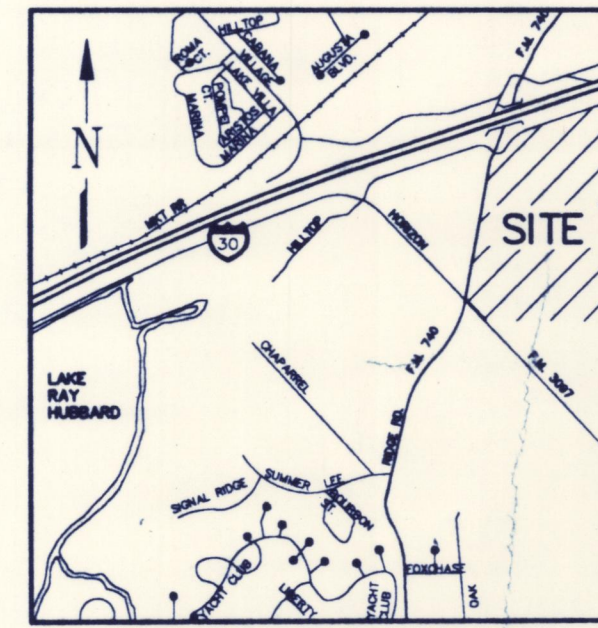 HILLTOP
CABANA
VILLAGE
ROMA
CT.
AUGUSTA
BLVD.
F.M. 740
LAKE VILLA
POMPEI
CT.
MARINA
MARINA
N
MKT RR
30
HILLTOP
HORIZON
SITE
F.M. 740
F.M. 3097
CHAPARREL
LAKE
RAY
HUBBARD
RIDGE RD.
SIGNAL RIDGE
SUMMER LEE
BOURBON
ST.
FOXCHASE
OAK
YACHT CLUB
LIBERTY
YACHT
CLUB